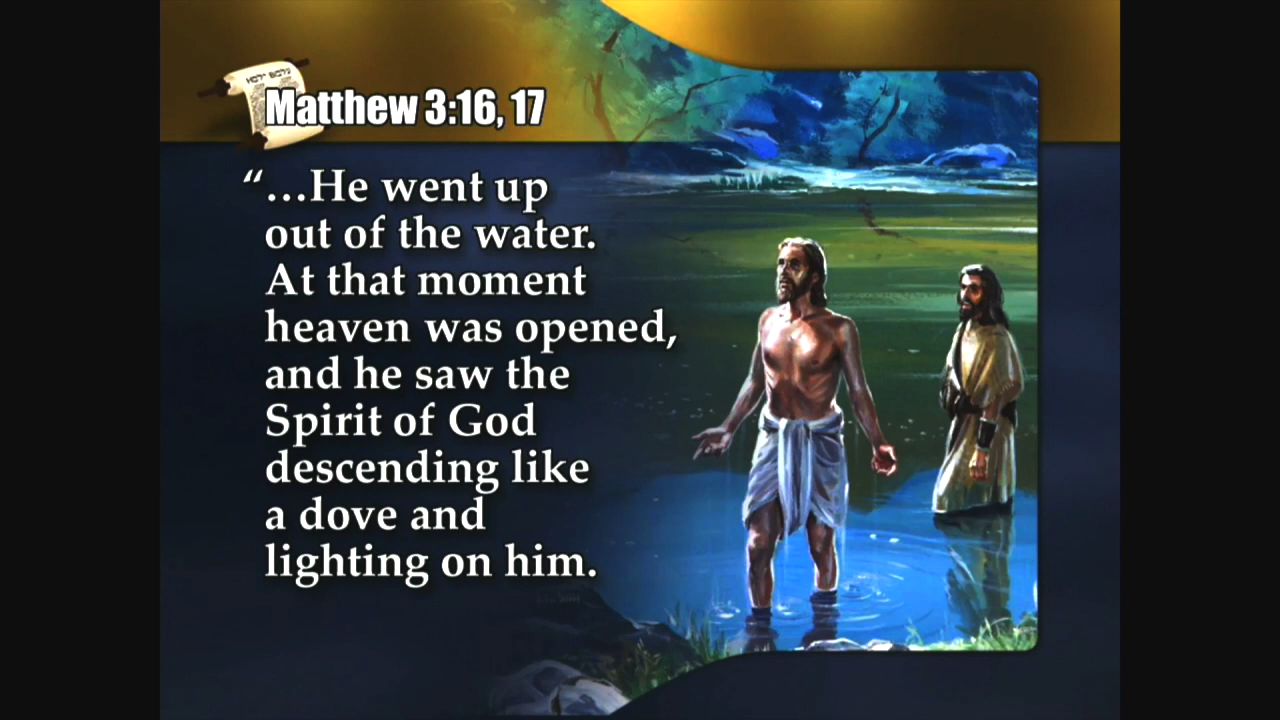 Matthew 3:16, 17
“…He went up
out of the water.
At that moment
heaven was opened,
and he saw the
Spirit of God
descending like
a dove and
lighting on him.